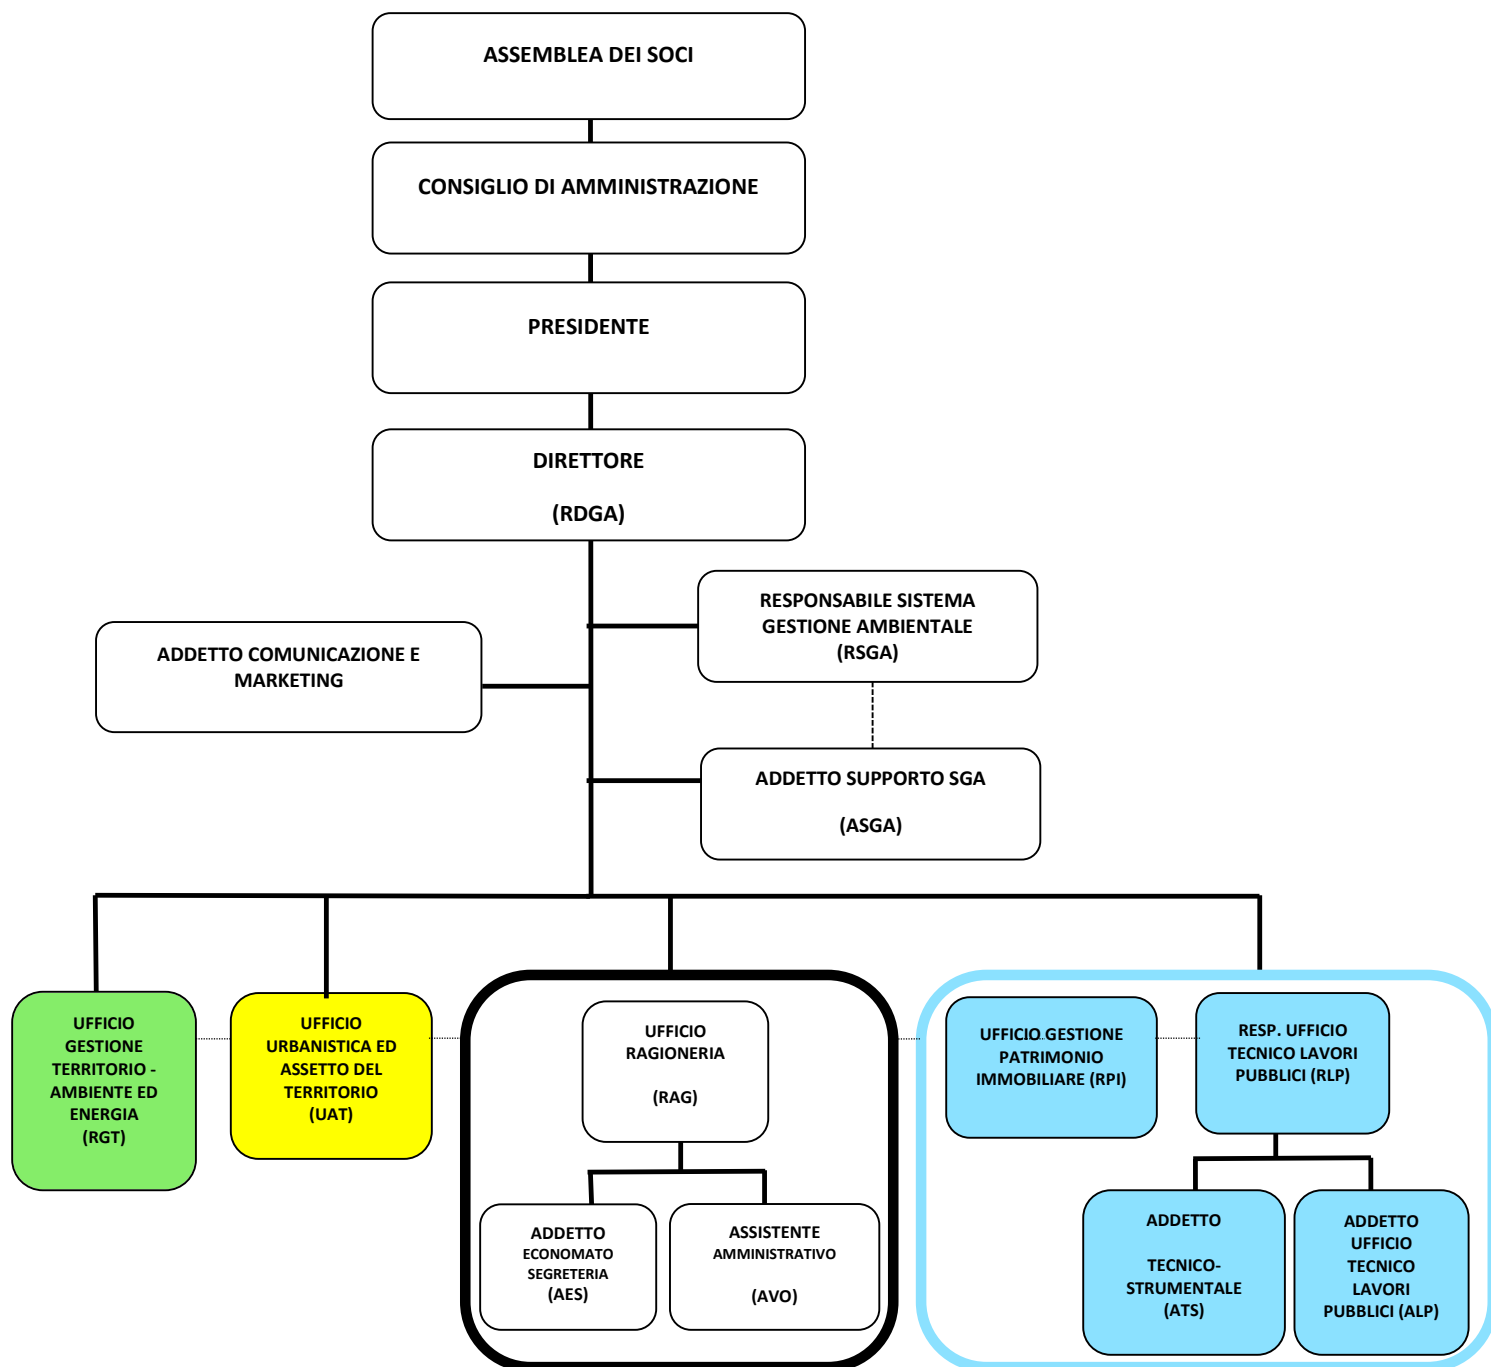 ASSEMBLEA DEI SOCI
CONSIGLIO DI AMMINISTRAZIONE
PRESIDENTE
DIRETTORE
(RDGA)
RESPONSABILE SISTEMA
GESTIONE AMBIENTALE
(RSGA)
ADDETTO COMUNICAZIONE E
MARKETING
ADDETTO SUPPORTO SGA
(ASGA)
UFFICIO
GESTIONE
TERRITORIO -
AMBIENTE ED
ENERGIA
(RGT)
UFFICIO
URBANISTICA ED
ASSETTO DEL
TERRITORIO
(UAT)
UFFICIO
RAGIONERIA
(RAG)
UFFICIO GESTIONE
PATRIMONIO
IMMOBILIARE (RPI)
RESP. UFFICIO
TECNICO LAVORI
PUBBLICI (RLP)
ADDETTO
ECONOMATO
SEGRETERIA
(AES)
ASSISTENTE
AMMINISTRATIVO
(AVO)
ADDETTO
TECNICO-
STRUMENTALE
(ATS)
ADDETTO
UFFICIO
TECNICO
LAVORI
PUBBLICI (ALP)